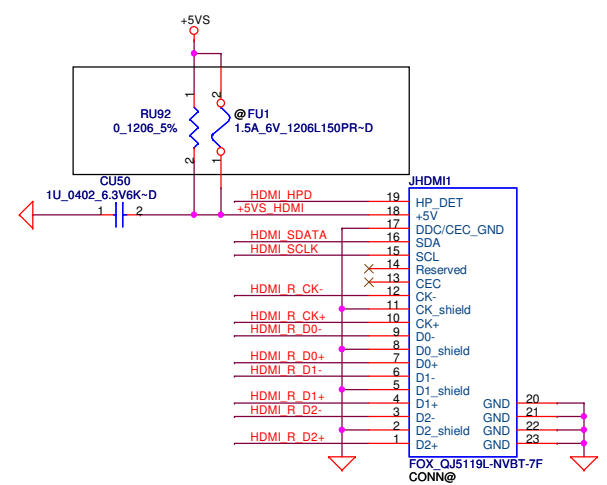 +5VS
RU92
0_1206_5%
1
2
@FU1
1.5A_6V_1206L150PR~D
2
1
CU50
1U_0402_6.3V6K~D
1
2
+5VS_HDMI
JHDMI1
HDMI_HPD 19 HP_DET
18 +5V
17 DDC/CEC_GND
HDMI_SDATA 16 SDA
HDMI_SCLK 15 SCL
14 Reserved
13 CEC
HDMI_R_CK- 12 CK-
11 CK_shield
HDMI_R_CK+ 10 CK+
HDMI_R_D0- 9 D0-
8 D0_shield
HDMI_R_D0+ 7 D0+
HDMI_R_D1- 6 D1-
5 D1_shield
HDMI_R_D1+ 4 D1+ GND 20
HDMI_R_D2- 3 D2- GND 21
2 D2_shield GND 22
HDMI_R_D2+ 1 D2+ GND 23
FOX_QJ5119L-NVBT-7F
CONN@